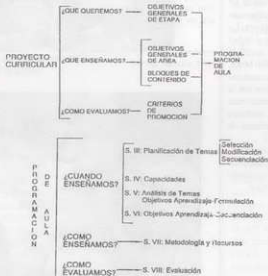 ¿QUE QUEREMOS?
OBJETIVOS
GENERALES
DE ETAPA
PROYECTO
CURRICULAR
¿QUE ENSEÑAMOS?
OBJETIVOS
GENERALES
DE AREA
BLOQUES DE
CONTENIDO
PROGRA-
MACION
DE
AULA
¿COMO EVALUAMOS?
CRITERIOS
DE
PROMOCION
PROGRAMACION
DE AULA
¿CUANDO
ENSEÑAMOS?
S. III: Planificación de Temas
Selección
Modificación
Secuenciación
S. IV: Capacidades
S. V: Análisis de Temas
Objetivos Aprendizaje-Formulación
S. VI: Objetivos Aprendizaje-Secuenciación
¿COMO
ENSEÑAMOS?
S. VII: Metodología y Recursos
¿COMO
EVALUAMOS?
S. VIII: Evaluación